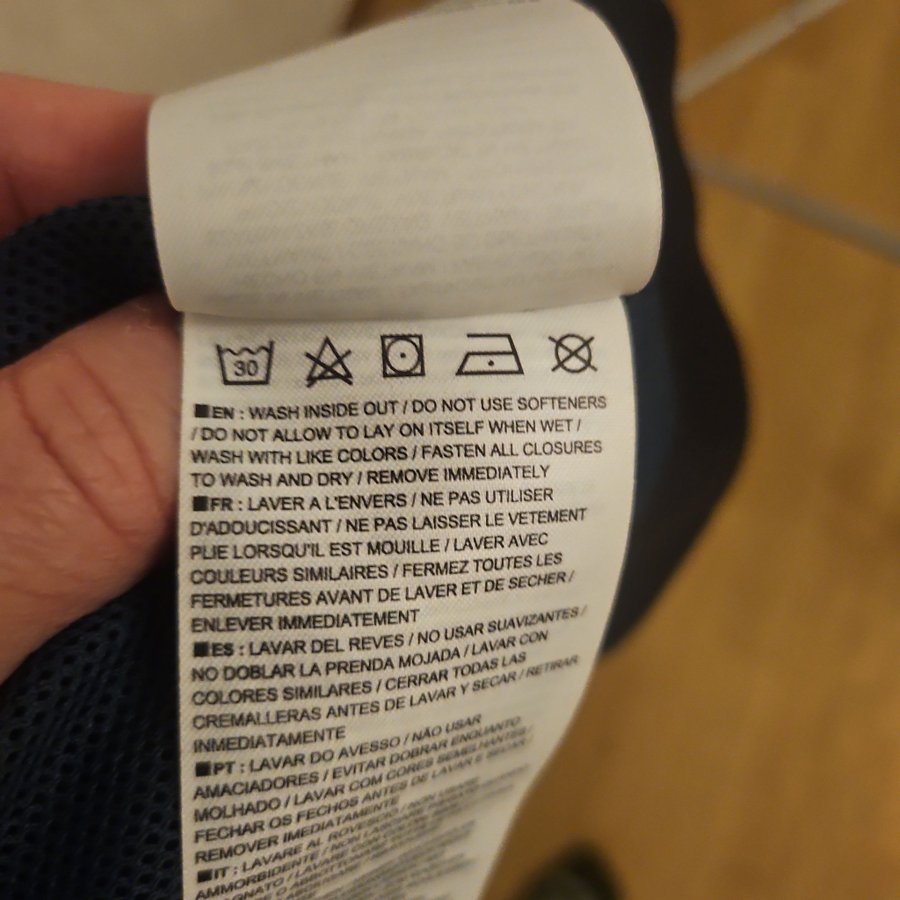 30
■EN : WASH INSIDE OUT / DO NOT USE SOFTENERS
/ DO NOT ALLOW TO LAY ON ITSELF WHEN WET /
WASH WITH LIKE COLORS / FASTEN ALL CLOSURES
TO WASH AND DRY / REMOVE IMMEDIATELY
■FR : LAVER A L'ENVERS / NE PAS UTILISER
D'ADOUCISSANT / NE PAS LAISSER LE VETEMENT
PLIE LORSQU'IL EST MOUILLE / LAVER AVEC
COULEURS SIMILAIRES / FERMEZ TOUTES LES
FERMETURES AVANT DE LAVER ET DE SECHER /
ENLEVER IMMEDIATEMENT
■ES : LAVAR DEL REVES / NO USAR SUAVIZANTES /
NO DOBLAR LA PRENDA MOJADA / LAVAR CON
COLORES SIMILARES / CERRAR TODAS LAS
CREMALLERAS ANTES DE LAVAR Y SECAR / RETIRAR
INMEDIATAMENTE
■PT : LAVAR DO AVESSO / NÃO USAR
AMACIADORES / EVITAR DOBRAR ENQUANTO
MOLHADO / LAVAR COM CORES SEMELHANTES /
FECHAR OS FECHOS ANTES DE LAVAR E SECAR /
REMOVER IMEDIATAMENTE
■IT : LAVARE AL ROVESCIO / NON USARE
AMMORBIDENTE / NON LASCIARE